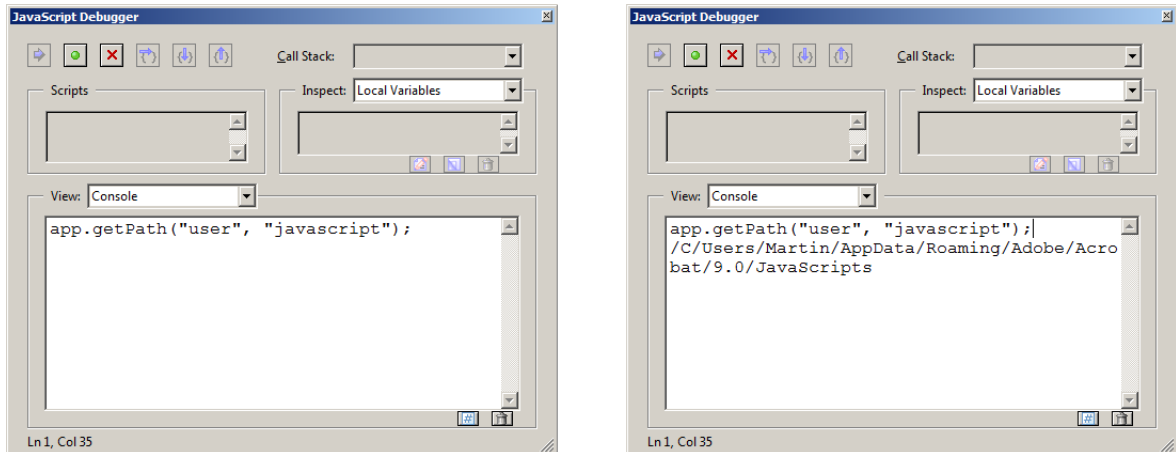 JavaScript Debugger
Call Stack:
Scripts
Inspect: Local Variables
View: Console
app.getPath("user", "javascript");
Ln 1, Col 35
JavaScript Debugger
Call Stack:
Scripts
Inspect: Local Variables
View: Console
app.getPath("user", "javascript");
/C/Users/Martin/AppData/Roaming/Adobe/Acro
bat/9.0/JavaScripts
Ln 1, Col 35